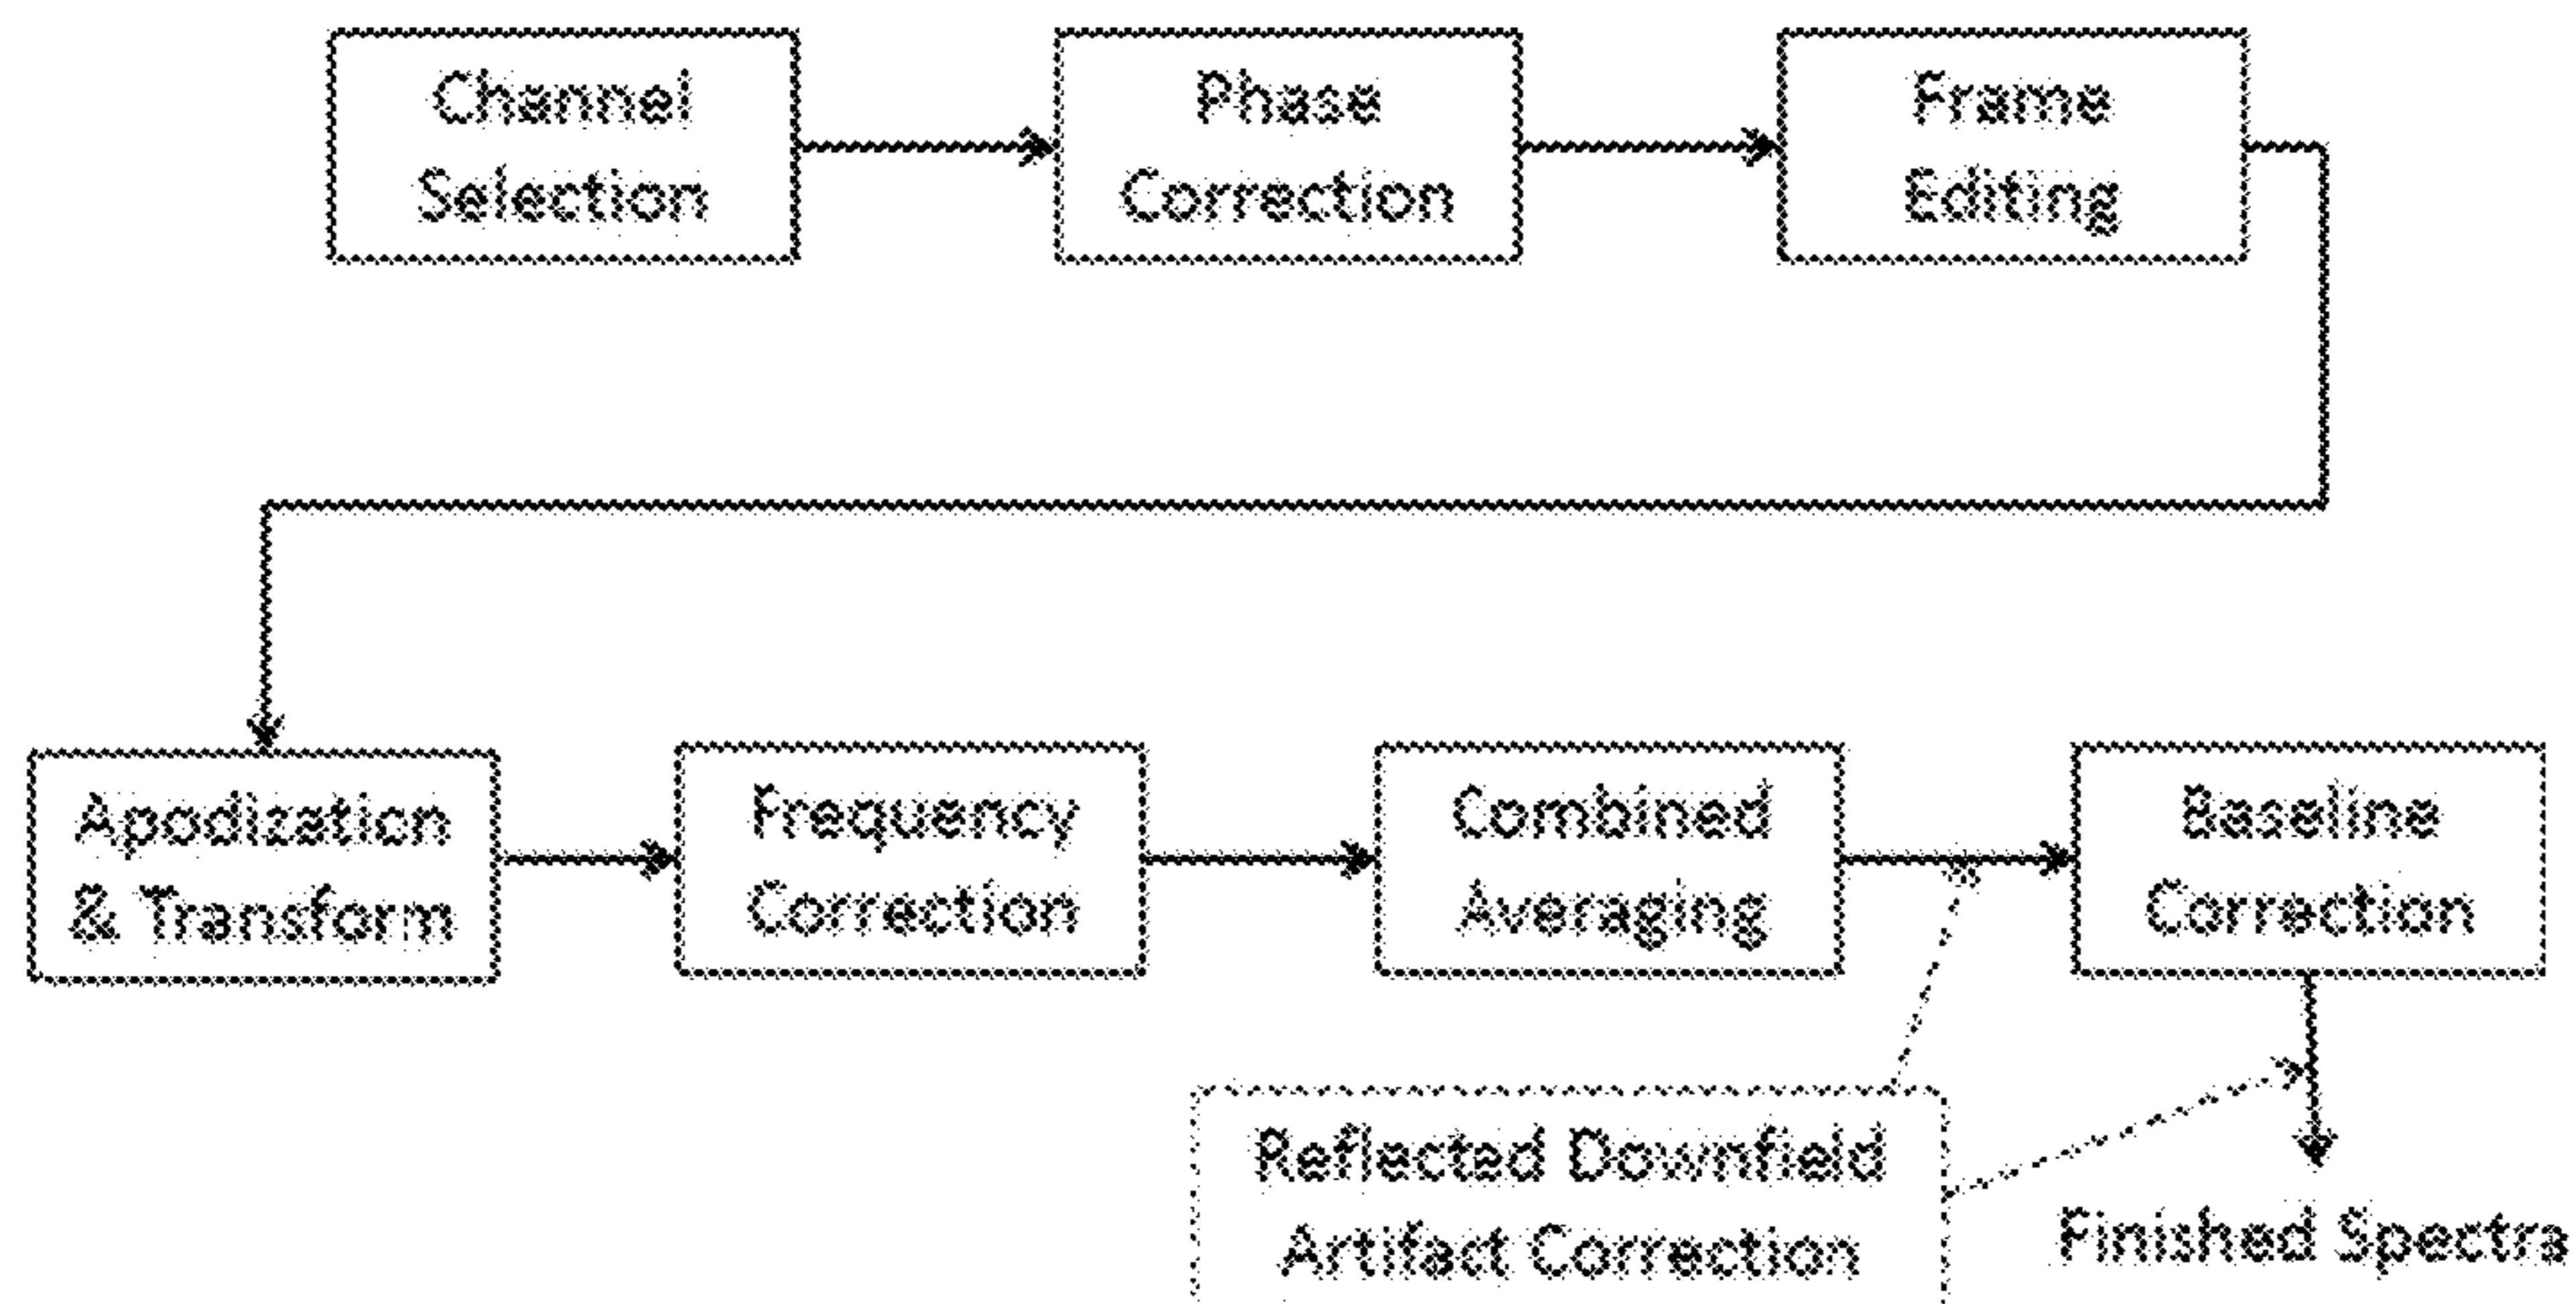 Channel
Selection
Phase
Correction
Frame
Editing
Apodization
& Transform
Frequency
Correction
Combined
Averaging
Baseline
Correction
Reflected Downfield
Artifact Correction
Finished Spectra